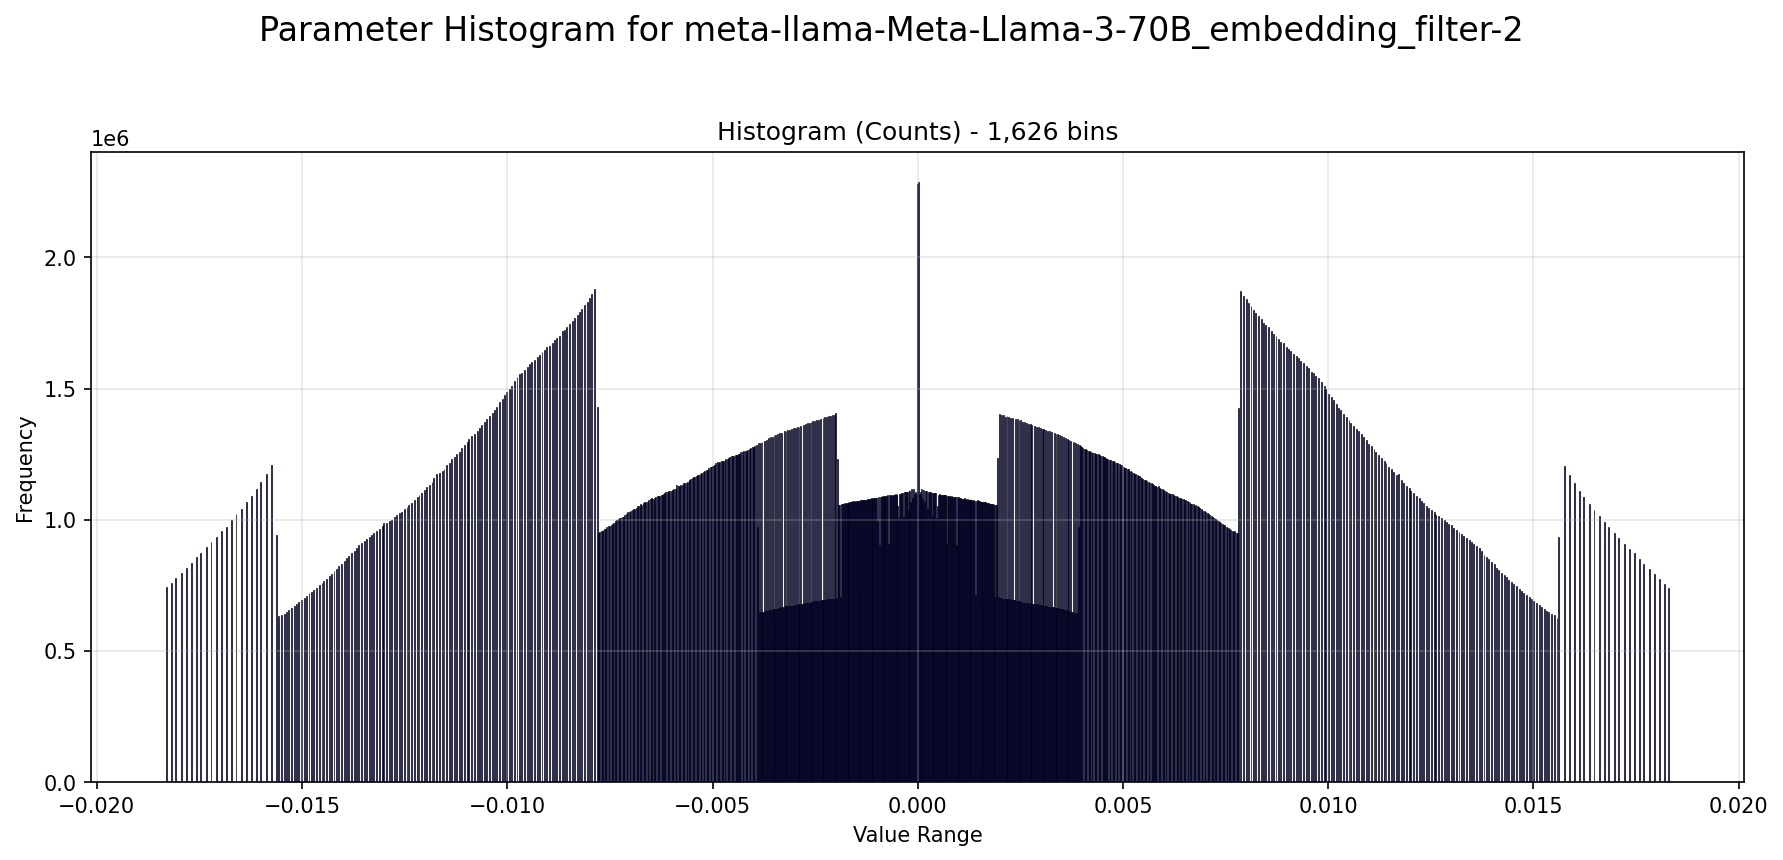 Parameter Histogram for meta-llama-Meta-Llama-3-70B_embedding_filter-2
Histogram (Counts) - 1,626 bins
1e6
2.0
1.5
1.0
0.5
0.0
Frequency
−0.020 −0.015 −0.010 −0.005 0.000 0.005 0.010 0.015 0.020
Value Range